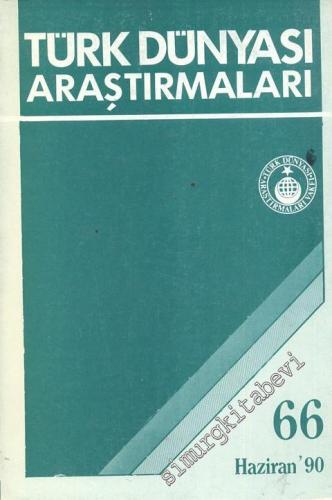 TÜRK DÜNYASI
ARAŞTIRMALARI
TÜRK DÜNYASI
ARAŞTIRMALARI VAKFI
66
Haziran '90
simurgkitabevi